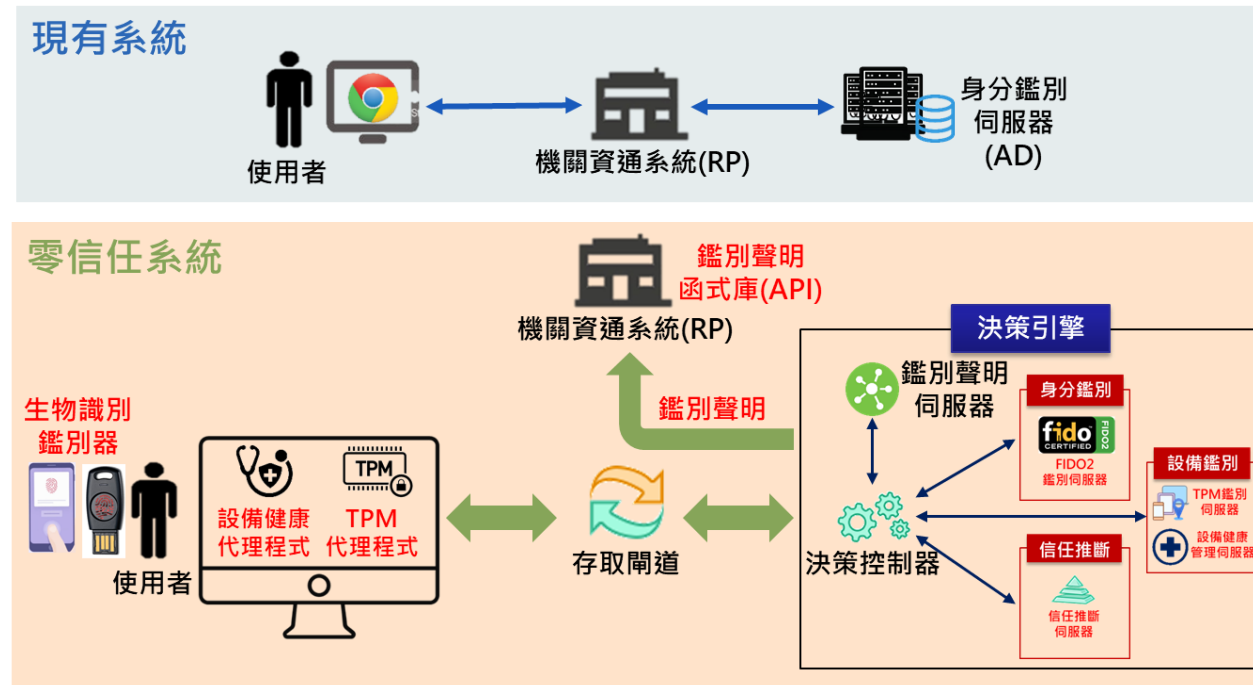 現有系統
使用者
機關資通系統(RP)
身分鑑別
伺服器
(AD)
零信任系統
鑑別聲明
函式庫(API)
機關資通系統(RP)
決策引擎
鑑別聲明
伺服器
身分鑑別
fido
CERTIFIED
FIDO2
FIDO2
鑑別伺服器
生物識別
鑑別器
鑑別聲明
設備鑑別
TPM鑑別
伺服器
設備健康
管理伺服器
TPM
設備健康
代理程式
TPM
代理程式
使用者
存取閘道
決策控制器
信任推斷
信任推斷
伺服器